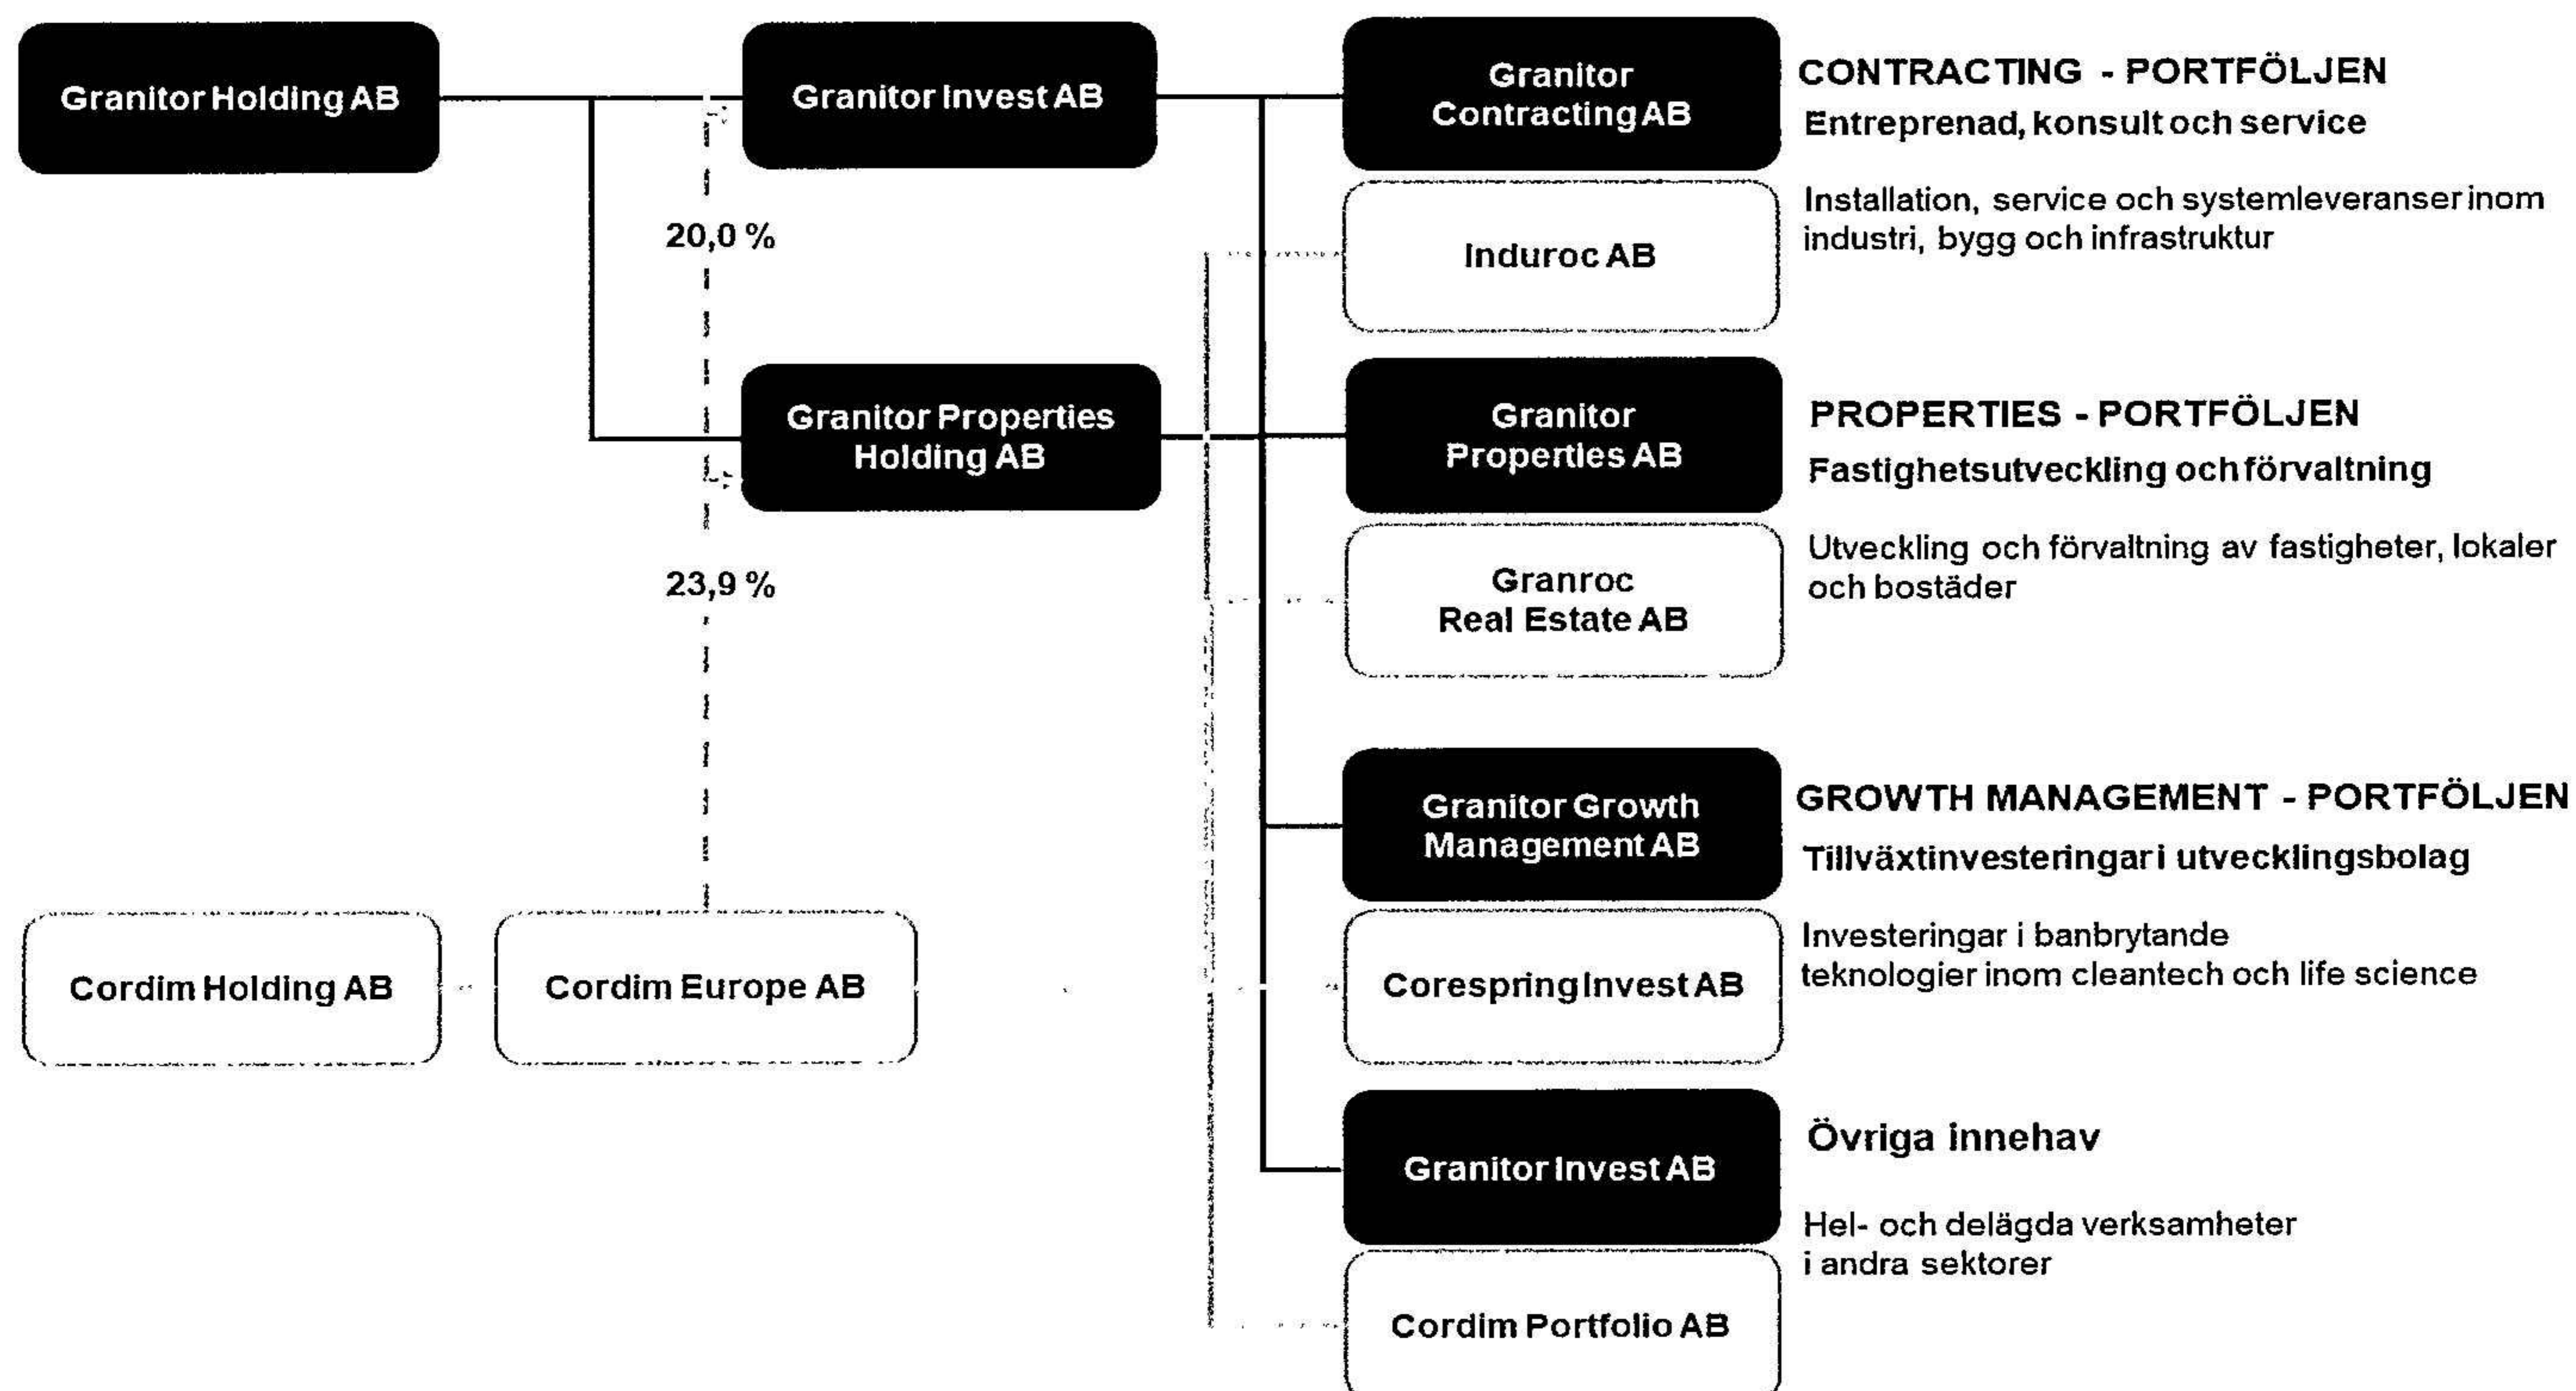 Granitor Holding AB
Granitor Invest AB
Granitor
Contracting AB
CONTRACTING - PORTFÖLJEN
Entreprenad, konsult och service
20,0 %
Induroc AB
Installation, service och systemleveranser inom
industri, bygg och infrastruktur
Granitor Properties
Holding AB
Granitor
Properties AB
PROPERTIES - PORTFÖLJEN
Fastighetsutveckling och förvaltning
23,9 %
Granroc
Real Estate AB
Utveckling och förvaltning av fastigheter, lokaler
och bostäder
Granitor Growth
Management AB
GROWTH MANAGEMENT - PORTFÖLJEN
Tillväxtinvesteringar i utvecklingsbolag
Cordim Holding AB
Cordim Europe AB
Corespring Invest AB
Investeringar i banbrytande
teknologier inom cleantech och life science
Granitor Invest AB
Övriga innehav
Hel- och delägda verksamheter
i andra sektorer
Cordim Portfolio AB